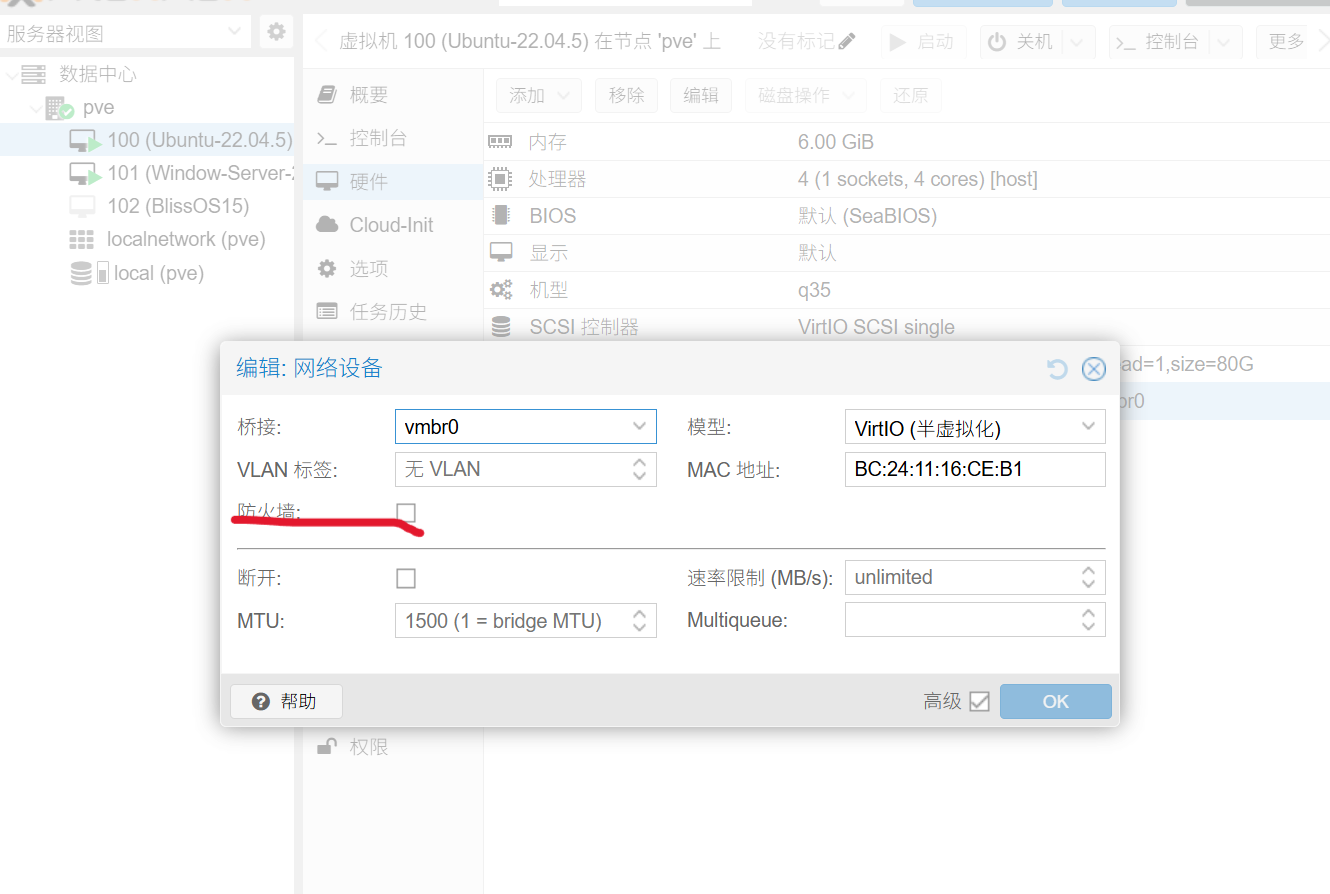 服务器视图
数据中心
pve
100 (Ubuntu-22.04.5)
101 (Window-Server-
102 (BlissOS15)
localnetwork (pve)
local (pve)
虚拟机 100 (Ubuntu-22.04.5) 在节点 'pve' 上 没有标记 启动 关机 控制台 更多
概要
控制台
硬件
Cloud-Init
选项
任务历史
权限
添加 移除 编辑 磁盘操作 还原
内存 6.00 GiB
处理器 4 (1 sockets, 4 cores) [host]
BIOS 默认 (SeaBIOS)
显示 默认
机型 q35
SCSI 控制器 VirtIO SCSI single
ad=1,size=80G
br0
编辑: 网络设备
桥接: vmbr0 模型: VirtIO (半虚拟化)
VLAN 标签: 无 VLAN MAC 地址: BC:24:11:16:CE:B1
防火墙:
断开: 速率限制 (MB/s): unlimited
MTU: 1500 (1 = bridge MTU) Multiqueue:
帮助 高级 OK